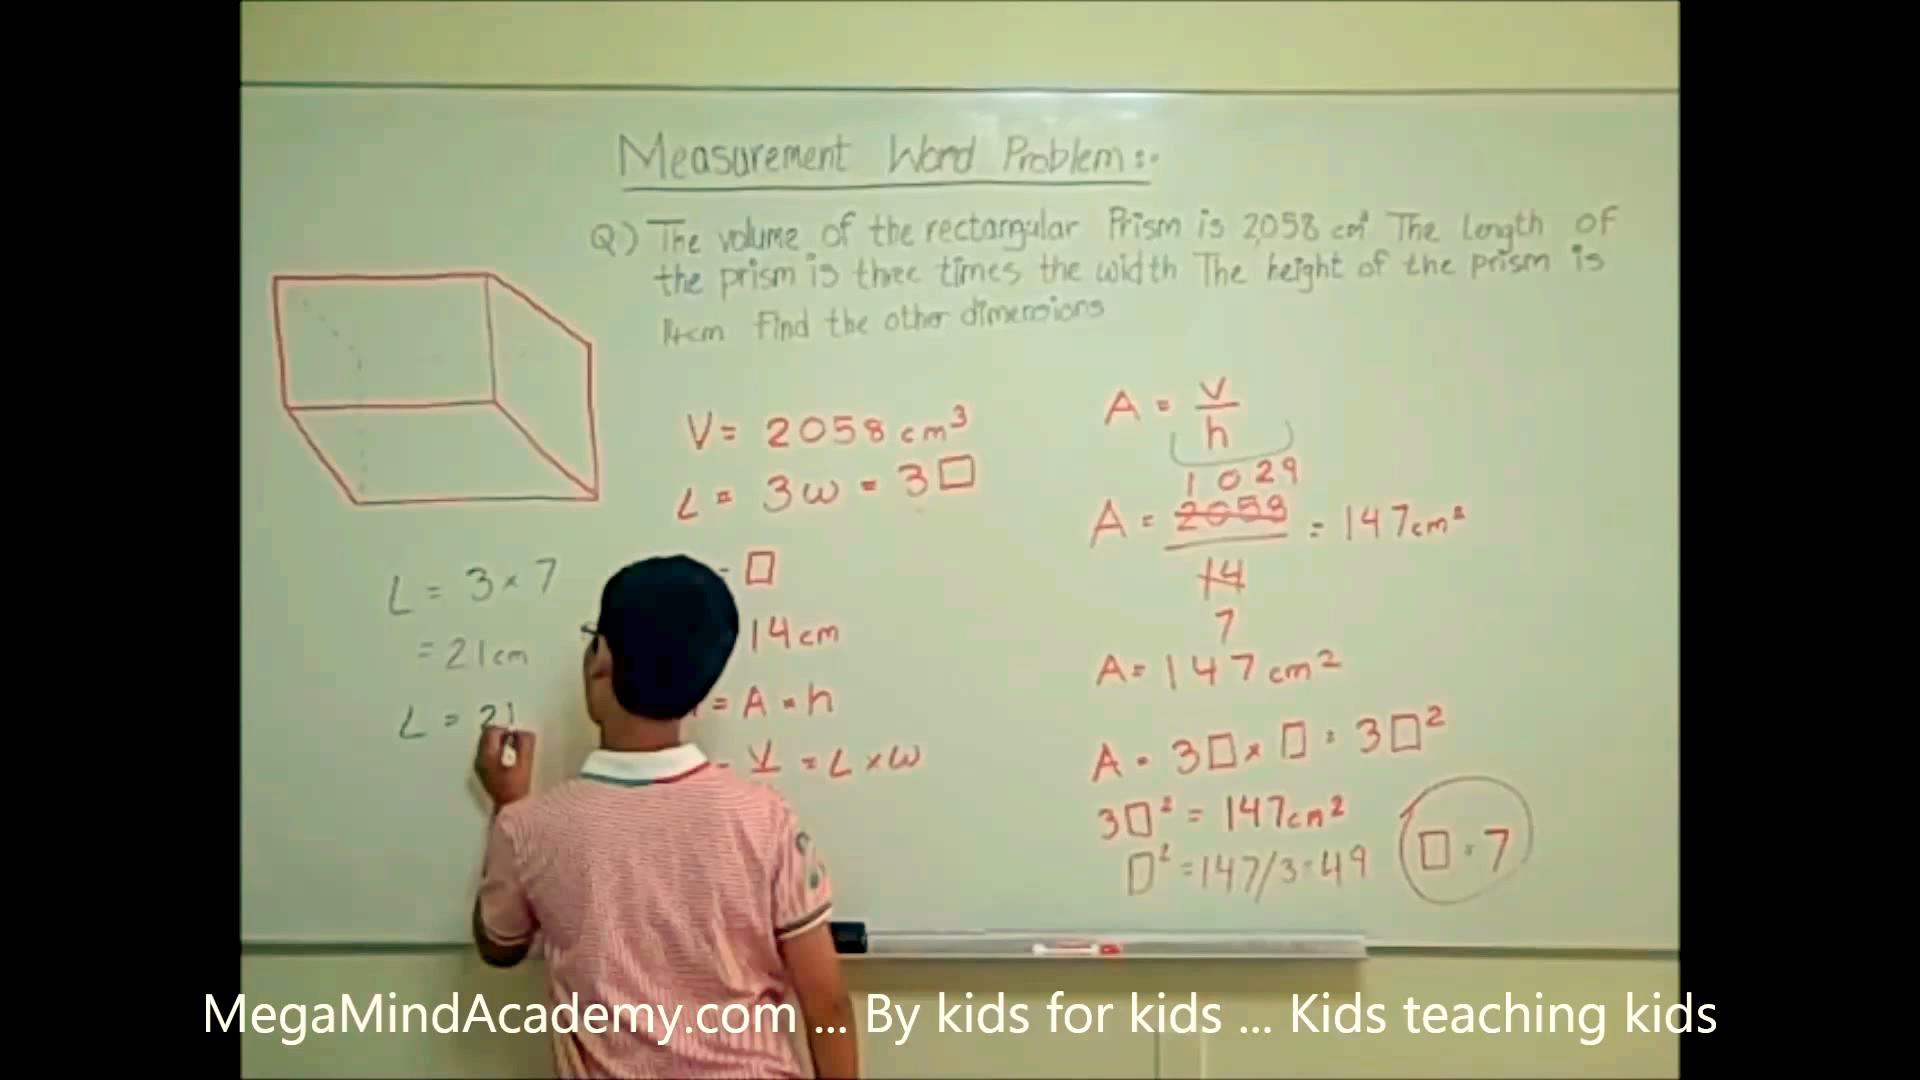 Measurement Word Problem:-
Q) The volume of the rectangular Prism is 2058 cm³ The Length of
the prism is three times the width The height of the prism is
14cm Find the other dimensions
V = 2058 cm³
L = 3w = 3□
= □
14cm
= A × h
= V = L × w
A = V
h
1029
A = 2058 = 147cm²
14
7
A = 147cm²
A = 3□ × □ = 3□²
3□² = 147cm²
□² = 147/3 = 49
□ = 7
L = 3 × 7
= 21cm
L = 21
MegaMindAcademy.com ... By kids for kids ... Kids teaching kids